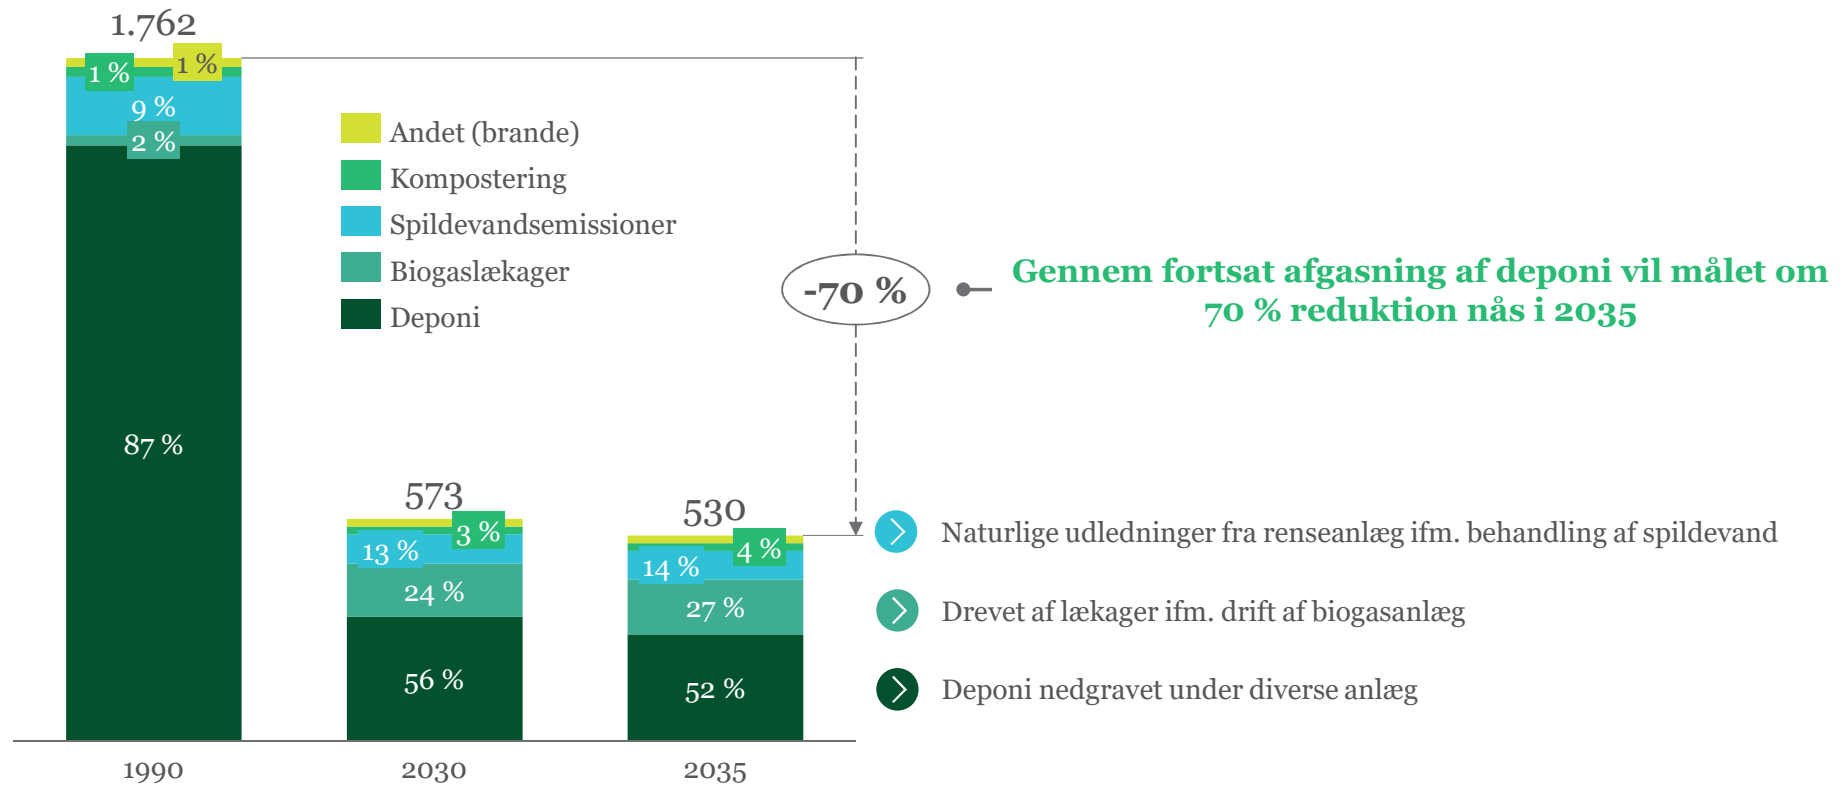 1.762
1 %
1 %
9 %
2 %
87 %
Andet (brande)
Kompostering
Spildevandsemissioner
Biogaslækager
Deponi
-70 %
Gennem fortsat afgasning af deponi vil målet om
70 % reduktion nås i 2035
573
3 %
13 %
24 %
56 %
530
4 %
14 %
27 %
52 %
Naturlige udledninger fra renseanlæg ifm. behandling af spildevand
Drevet af lækager ifm. drift af biogasanlæg
Deponi nedgravet under diverse anlæg
1990
2030
2035